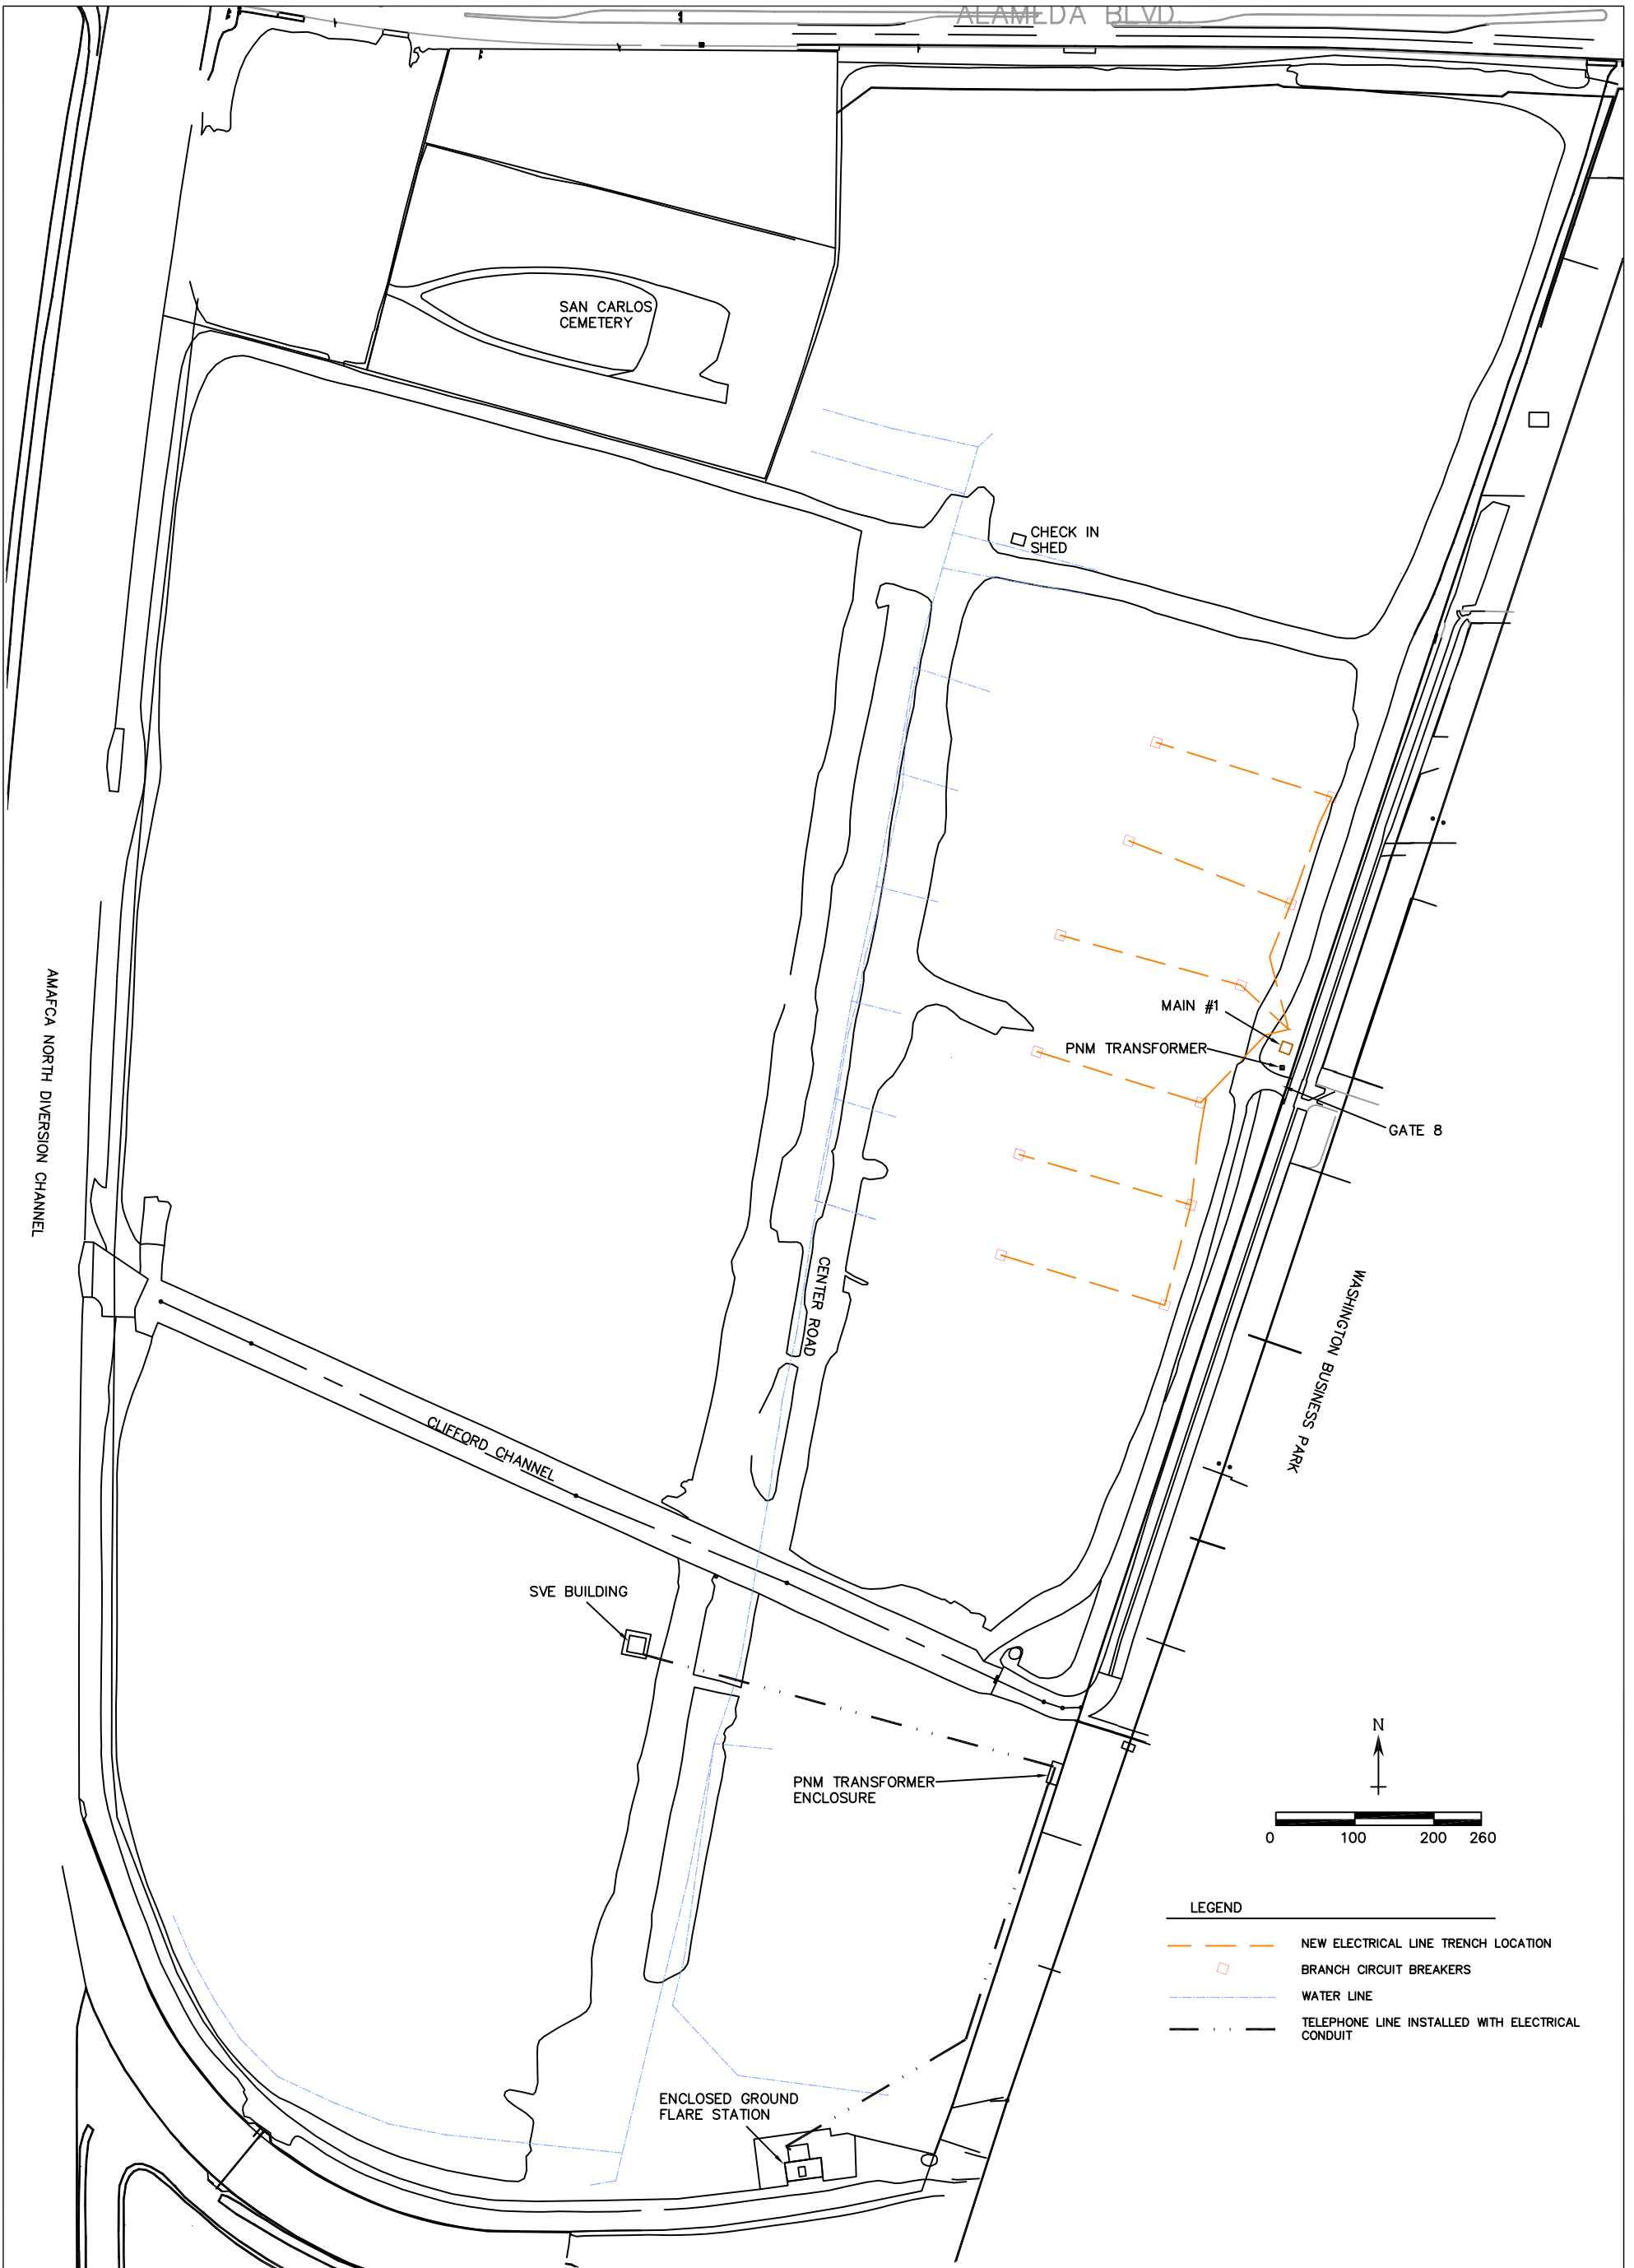 ALAMEDA BLVD.
SAN CARLOS
CEMETERY
CHECK IN
SHED
MAIN #1
PNM TRANSFORMER
GATE 8
AMAFCA NORTH DIVERSION CHANNEL
CENTER ROAD
WASHINGTON BUSINESS PARK
CLIFFORD CHANNEL
SVE BUILDING
PNM TRANSFORMER
ENCLOSURE
N
0 100 200 260
LEGEND
NEW ELECTRICAL LINE TRENCH LOCATION
BRANCH CIRCUIT BREAKERS
WATER LINE
TELEPHONE LINE INSTALLED WITH ELECTRICAL
CONDUIT
ENCLOSED GROUND
FLARE STATION